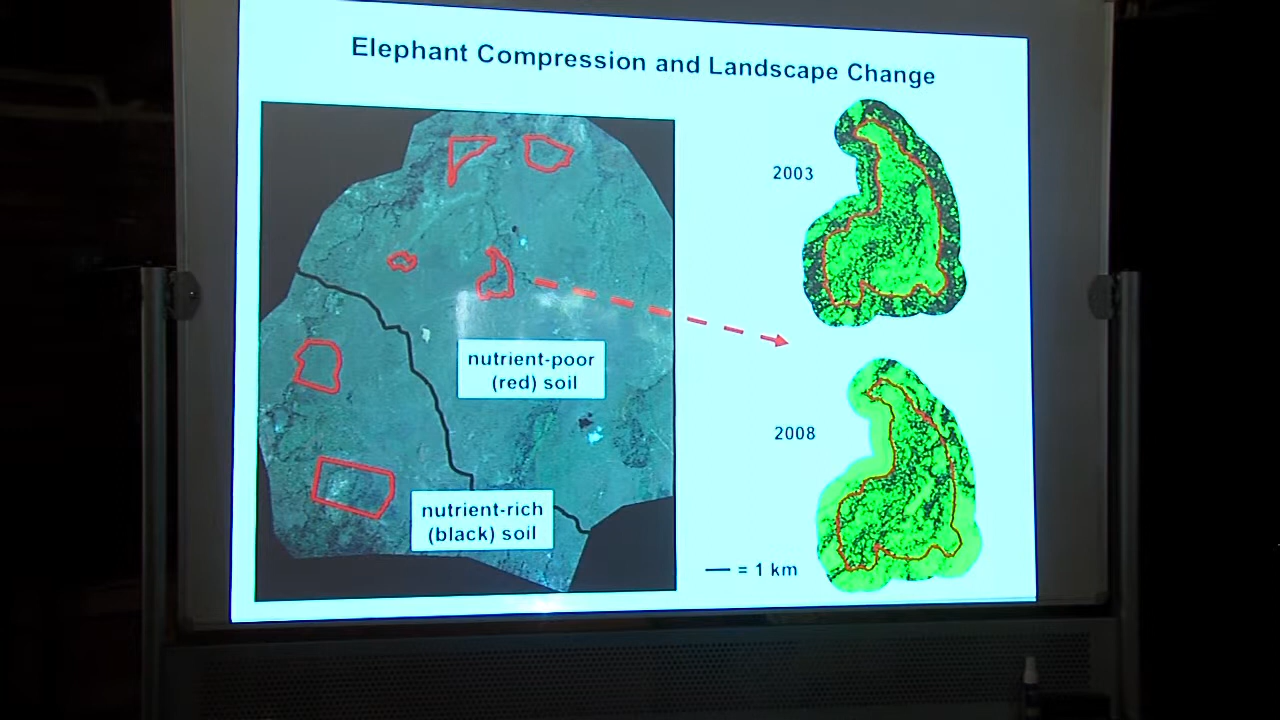 Elephant Compression and Landscape Change
2003
nutrient-poor
(red) soil
2008
nutrient-rich
(black) soil
= 1 km